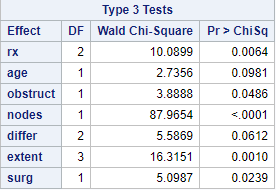 Type 3 Tests
Effect DF Wald Chi-Square Pr > ChiSq
rx 2 10.0899 0.0064
age 1 2.7356 0.0981
obstruct 1 3.8888 0.0486
nodes 1 87.9654 <.0001
differ 2 5.5869 0.0612
extent 3 16.3151 0.0010
surg 1 5.0987 0.0239